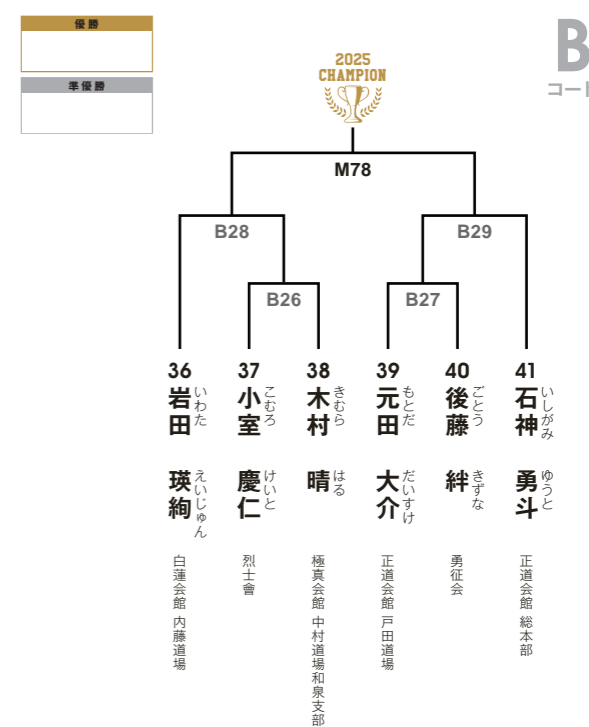 優勝
準優勝
B
コート
2025
CHAMPION
M78
B28
B29
B26
B27
36
岩田 瑛絢
いわた えいじゅん
白蓮会館 内藤道場
37
小室 慶仁
こむろ けいと
烈士會
38
木村 晴
きむら はる
極真会館 中村道場和泉支部
39
元田 大介
もとだ だいすけ
正道会館 戸田道場
40
後藤 絆
ごとう きずな
勇征会
41
石神 勇斗
いしがみ ゆうと
正道会館 総本部